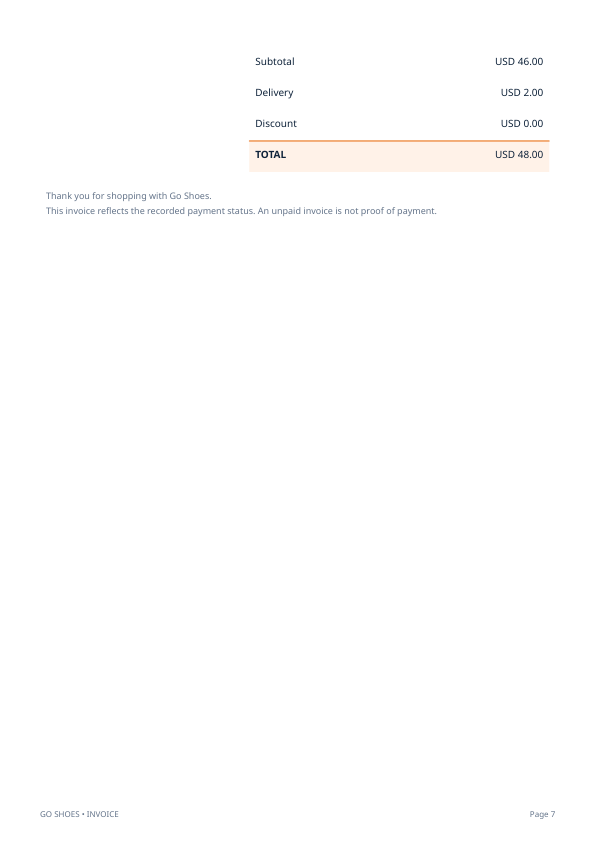 Subtotal USD 46.00
Delivery USD 2.00
Discount USD 0.00
TOTAL USD 48.00
Thank you for shopping with Go Shoes.
This invoice reflects the recorded payment status. An unpaid invoice is not proof of payment.
GO SHOES • INVOICE Page 7